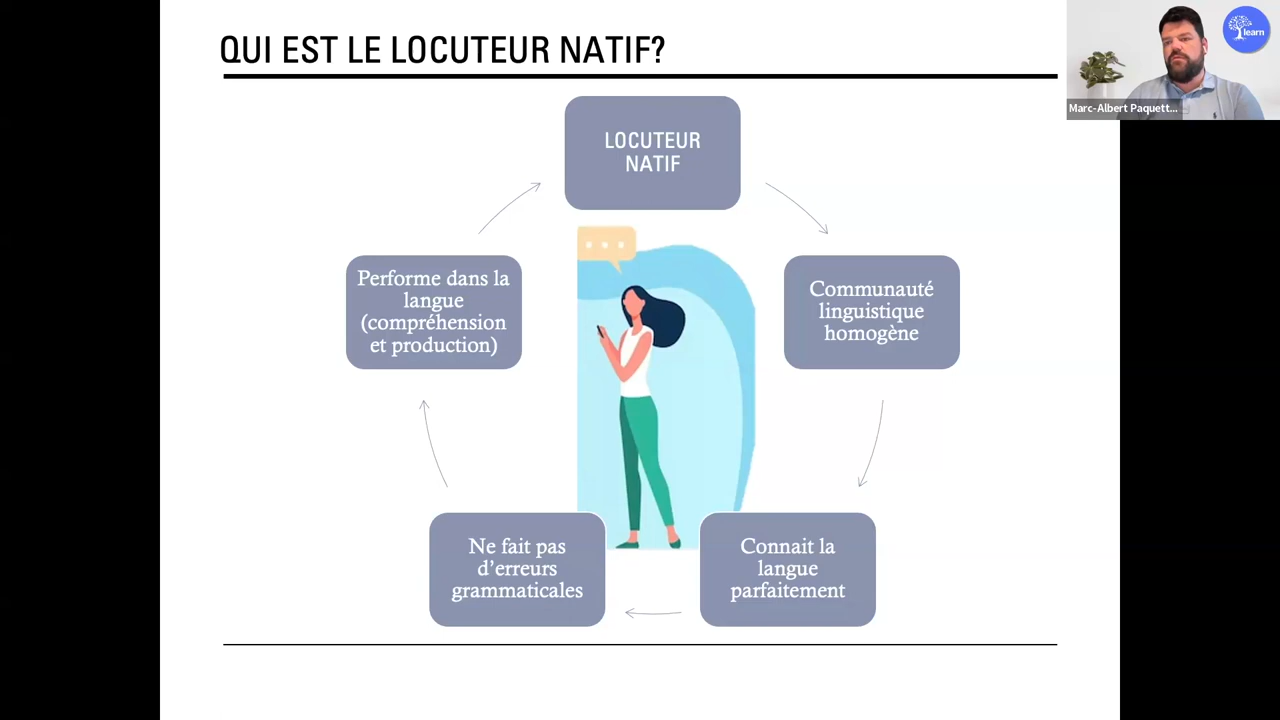 QUI EST LE LOCUTEUR NATIF?
learn
Marc-Albert Paquett...
LOCUTEUR
NATIF
Communauté
linguistique
homogène
Connait la
langue
parfaitement
Ne fait pas
d'erreurs
grammaticales
Performe dans la
langue
(compréhension
et production)